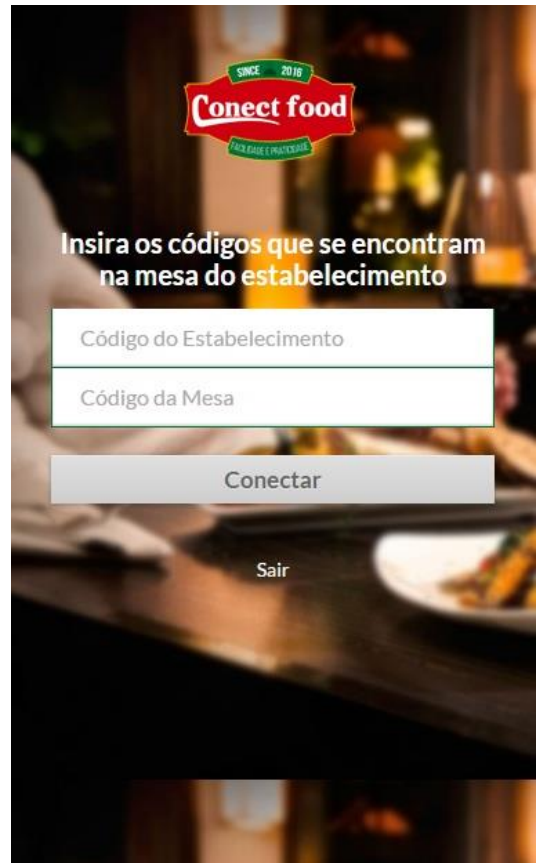 SINCE 2016
Conect food
FACILIDADE E PRATICIDADE
Insira os códigos que se encontram
na mesa do estabelecimento
Código do Estabelecimento
Código da Mesa
Conectar
Sair